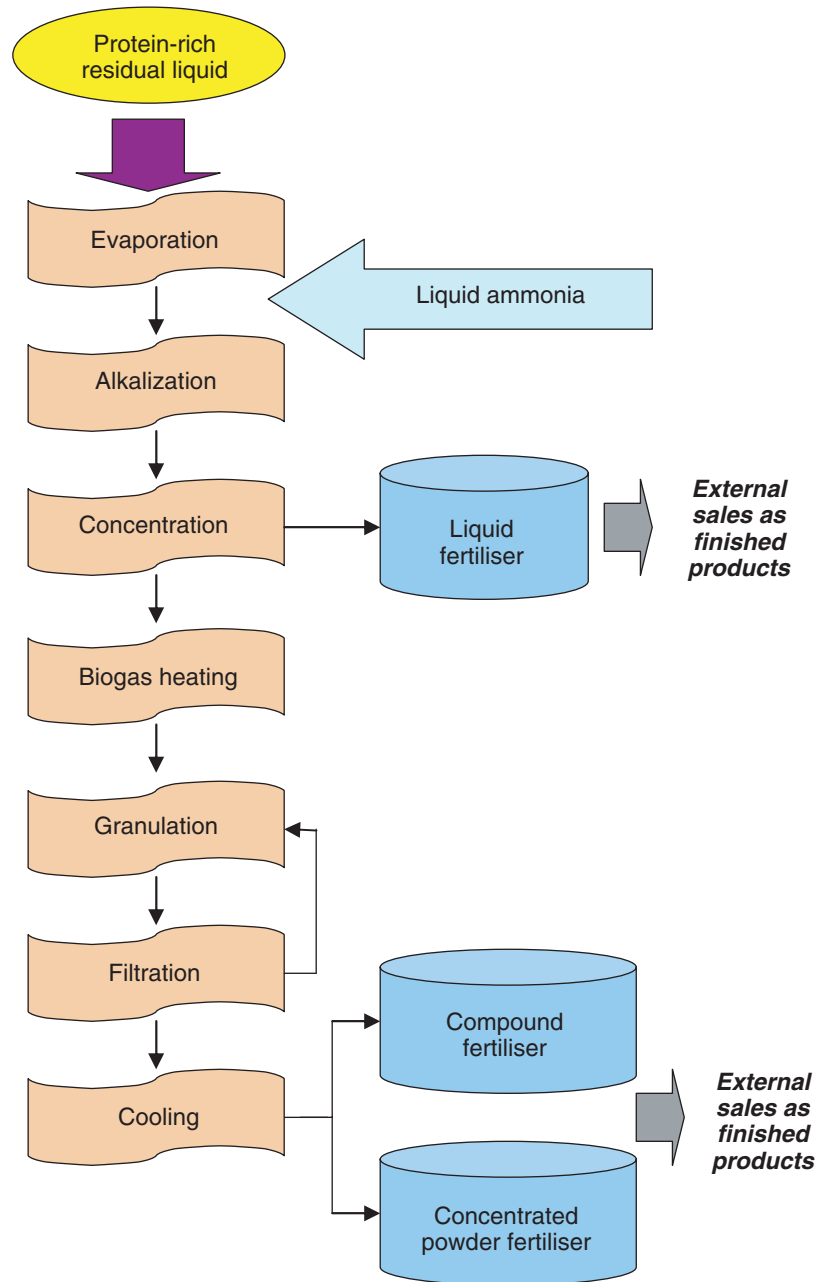 Protein-rich
residual liquid
Evaporation
Liquid ammonia
Alkalization
Concentration
Liquid
fertiliser
External
sales as
finished
products
Biogas heating
Granulation
Filtration
Compound
fertiliser
Cooling
External
sales as
finished
products
Concentrated
powder fertiliser